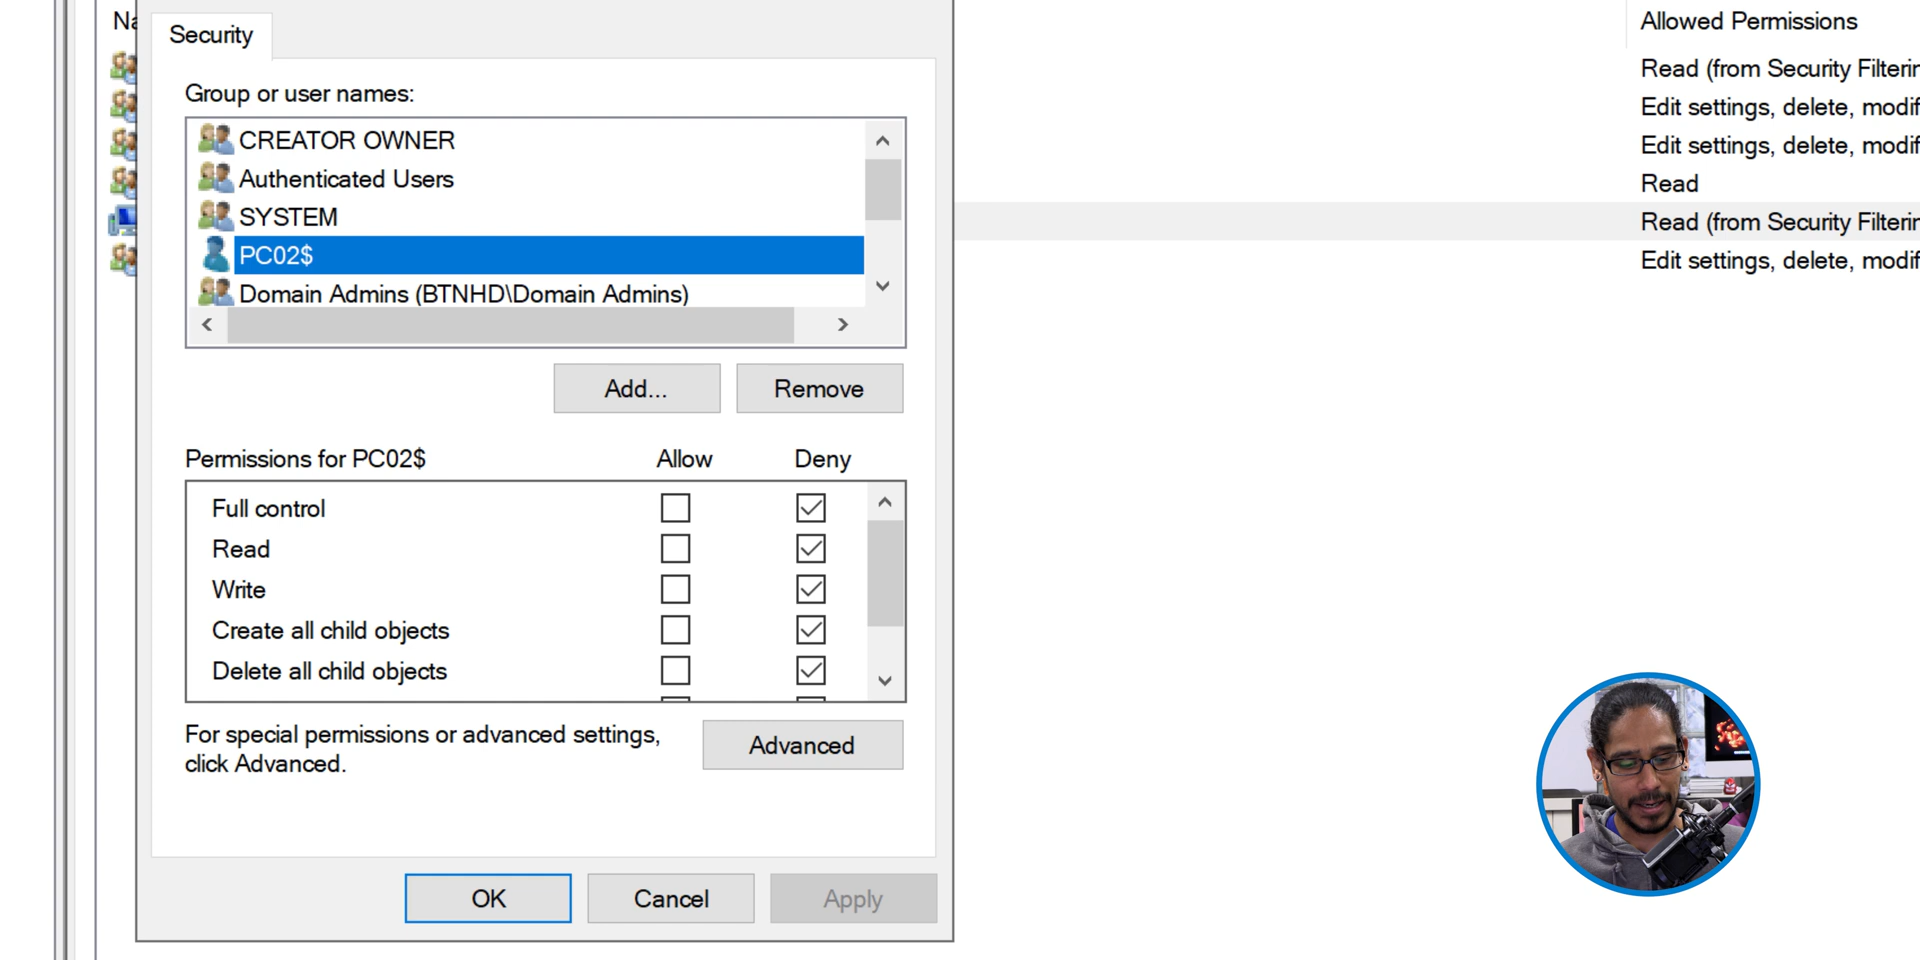 Na
Allowed Permissions
Security
Group or user names:
CREATOR OWNER
Authenticated Users
SYSTEM
PC02$
Domain Admins (BTNHD\Domain Admins)
Add...
Remove
Permissions for PC02$
Allow
Deny
Full control
Read
Write
Create all child objects
Delete all child objects
For special permissions or advanced settings,
click Advanced.
Advanced
OK
Cancel
Apply
Read (from Security Filterin
Edit settings, delete, modif
Edit settings, delete, modif
Read
Read (from Security Filterin
Edit settings, delete, modif